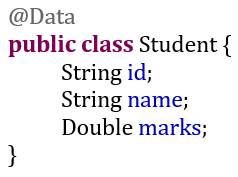 @Data
public class Student {
String id;
String name;
Double marks;
}